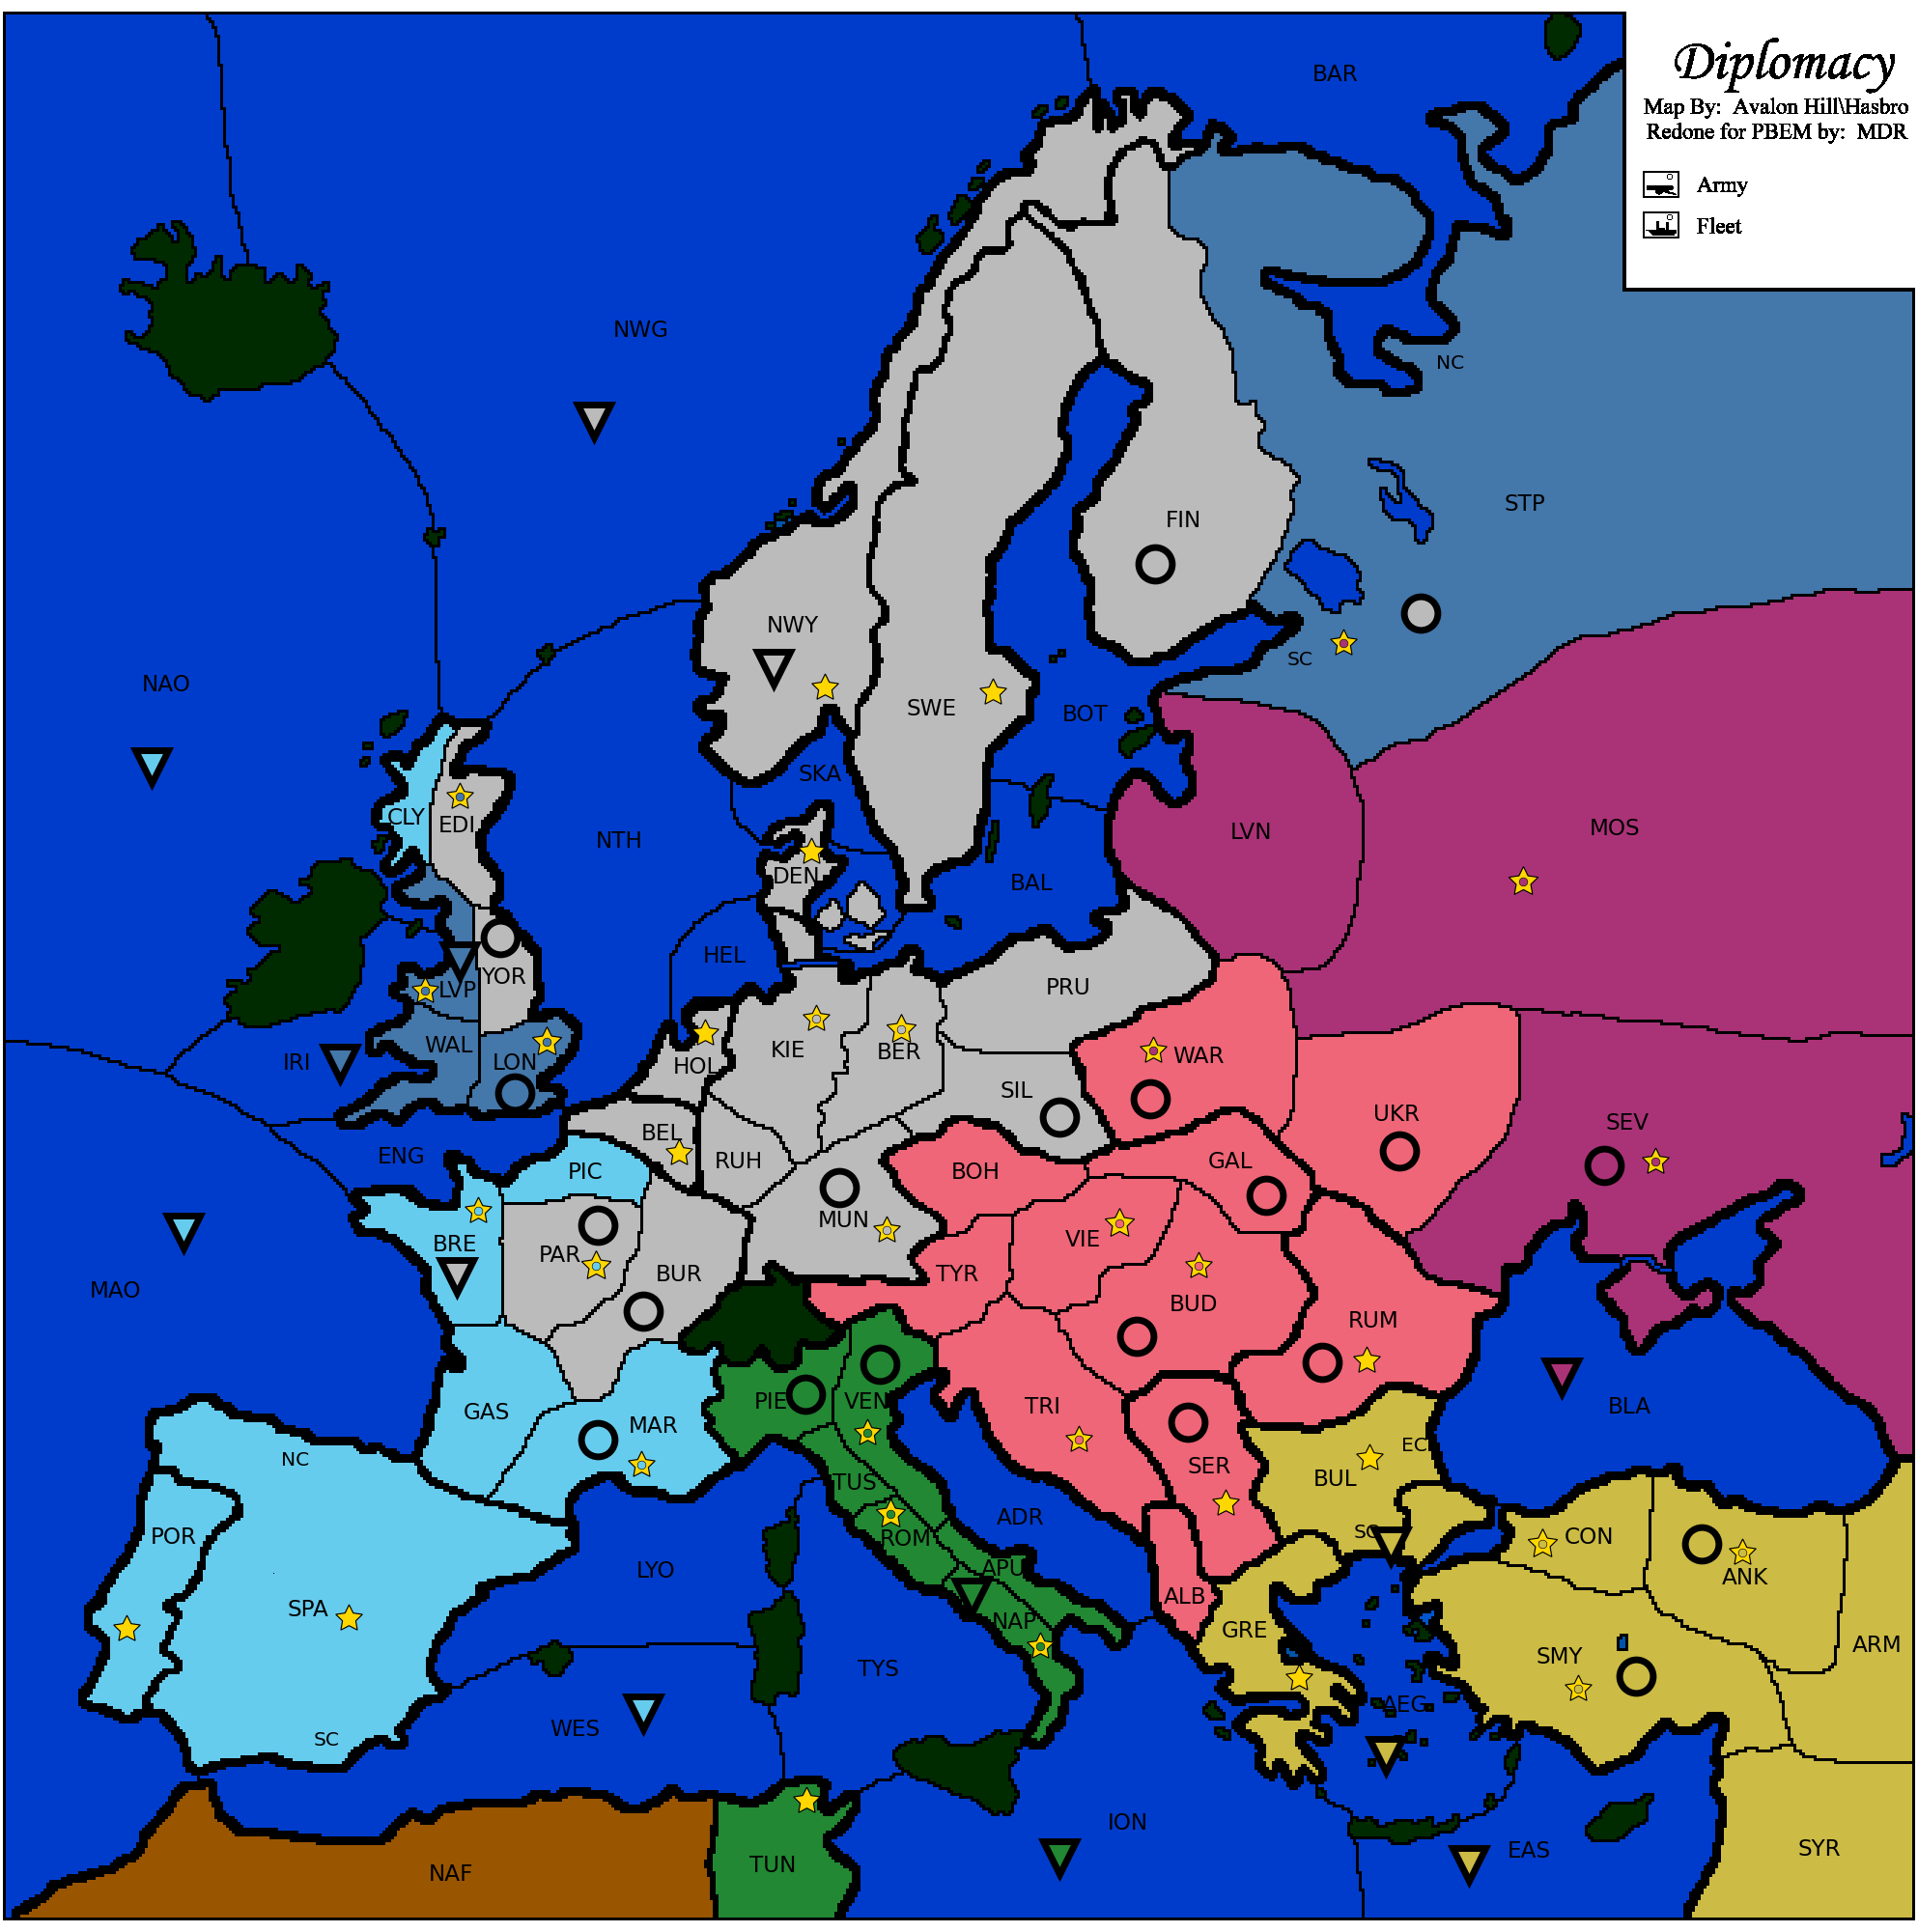 Diplomacy
BAR
Map By: Avalon Hill\Hasbro
Redone for PBEM by: MDR
Army
Fleet
NWG
NC
STP
FIN
NWY
SC
NAO
SWE
BOT
SKA
CLY
EDI
NTH
LVN
MOS
DEN
BAL
HEL
YOR
LVP
PRU
WAL
IRI
LON
KIE
BER
HOL
WAR
SIL
UKR
SEV
BEL
ENG
PIC
RUH
BOH
GAL
MUN
BRE
PAR
VIE
BUR
TYR
MAO
BUD
RUM
PIE
VEN
TRI
BLA
GAS
MAR
NC
EC
SER
BUL
TUS
ADR
SC
POR
ROM
CON
LYO
APU
ANK
ALB
SPA
NAP
GRE
ARM
SMY
TYS
AEG
WES
SC
ION
SYR
EAS
TUN
NAF